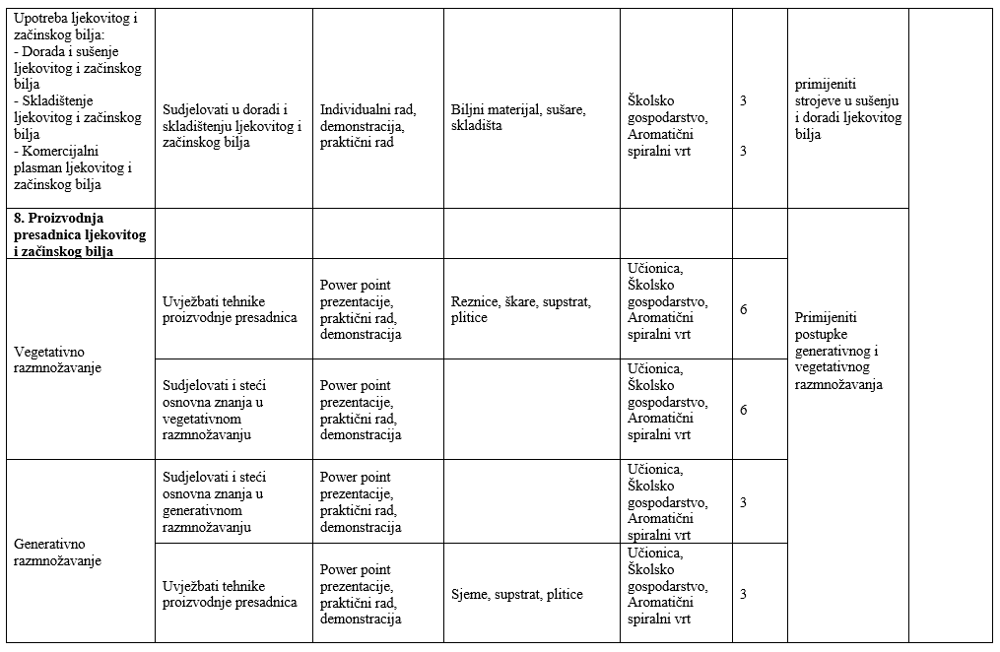 Upotreba ljekovitog i
začinskog bilja:
- Dorada i sušenje
ljekovitog i začinskog
bilja
- Skladištenje
ljekovitog i začinskog
bilja
- Komercijalni
plasman ljekovitog i
začinskog bilja
Sudjelovati u doradi i
skladištenju ljekovitog i
začinskog bilja
Individualni rad,
demonstracija,
praktični rad
Biljni materijal, sušare,
skladišta
Školsko
gospodarstvo,
Aromatični
spiralni vrt
3
3
primijeniti
strojeve u sušenju
i doradi ljekovitog
bilja
8. Proizvodnja
presadnica ljekovitog
i začinskog bilja
Vegetativno
razmnožavanje
Uvježbati tehnike
proizvodnje presadnica
Power point
prezentacije,
praktični rad,
demonstracija
Reznice, škare, supstrat,
plitice
Učionica,
Školsko
gospodarstvo,
Aromatični
spiralni vrt
6
Primijeniti
postupke
generativnog i
vegetativnog
razmnožavanja
Sudjelovati i steći
osnovna znanja u
vegetativnom
razmnožavanju
Power point
prezentacije,
praktični rad,
demonstracija
Učionica,
Školsko
gospodarstvo,
Aromatični
spiralni vrt
6
Generativno
razmnožavanje
Sudjelovati i steći
osnovna znanja u
generativnom
razmnožavanju
Power point
prezentacije,
praktični rad,
demonstracija
Učionica,
Školsko
gospodarstvo,
Aromatični
spiralni vrt
3
Uvježbati tehnike
proizvodnje presadnica
Power point
prezentacije,
praktični rad,
demonstracija
Sjeme, supstrat, plitice
Učionica,
Školsko
gospodarstvo,
Aromatični
spiralni vrt
3